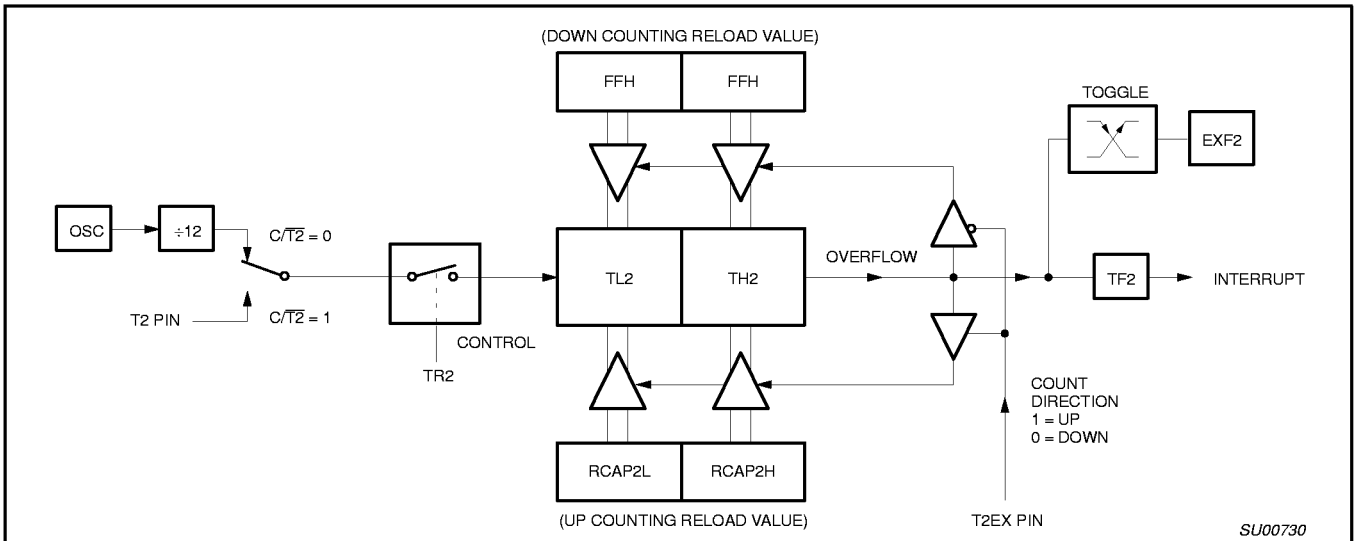 (DOWN COUNTING RELOAD VALUE)
FFH
FFH
TOGGLE
EXF2
OSC
÷12
C/T2 = 0
TL2
TH2
OVERFLOW
TF2
INTERRUPT
T2 PIN
C/T2 = 1
CONTROL
TR2
COUNT
DIRECTION
1 = UP
0 = DOWN
RCAP2L
RCAP2H
(UP COUNTING RELOAD VALUE)
T2EX PIN
SU00730